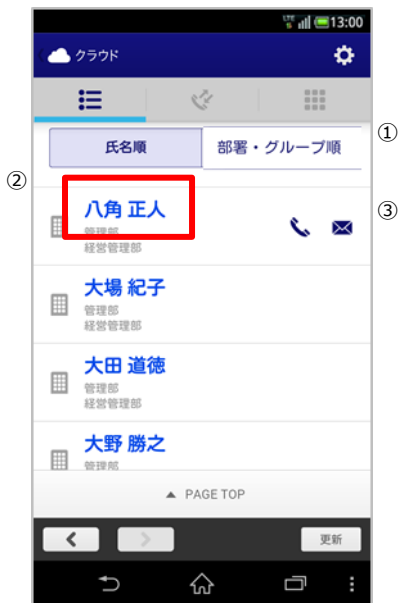 LTE 13:00
クラウド
氏名順 部署・グループ順 ①
②
八角 正人 ③
管理部
経営管理部
大場 紀子
管理部
経営管理部
大田 道徳
管理部
経営管理部
大野 勝之
管理部
▲ PAGE TOP
更新